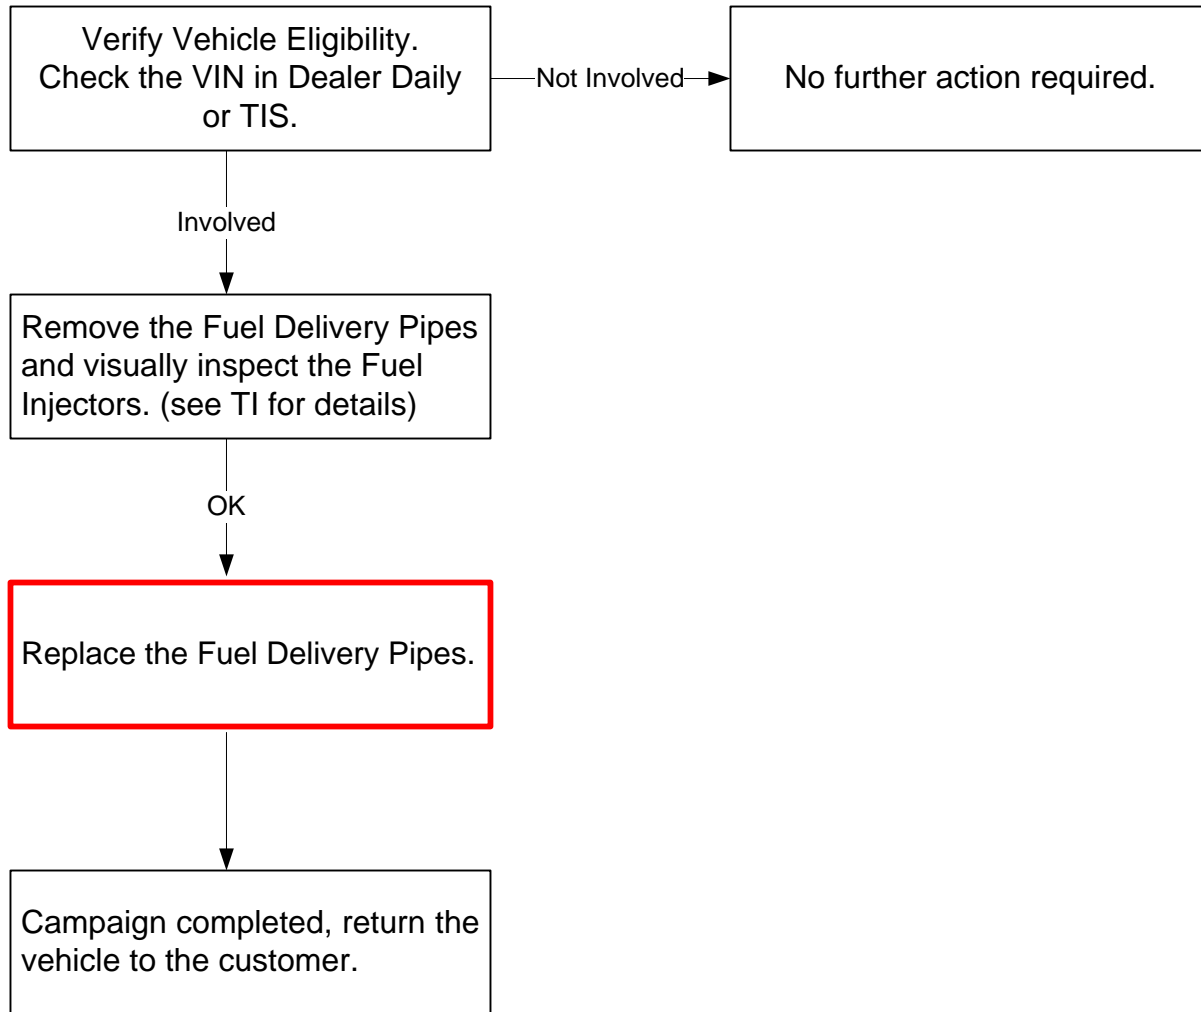 Verify Vehicle Eligibility.
Check the VIN in Dealer Daily
or TIS.
Not Involved
No further action required.
Involved
Remove the Fuel Delivery Pipes
and visually inspect the Fuel
Injectors. (see TI for details)
OK
Replace the Fuel Delivery Pipes.
Campaign completed, return the
vehicle to the customer.